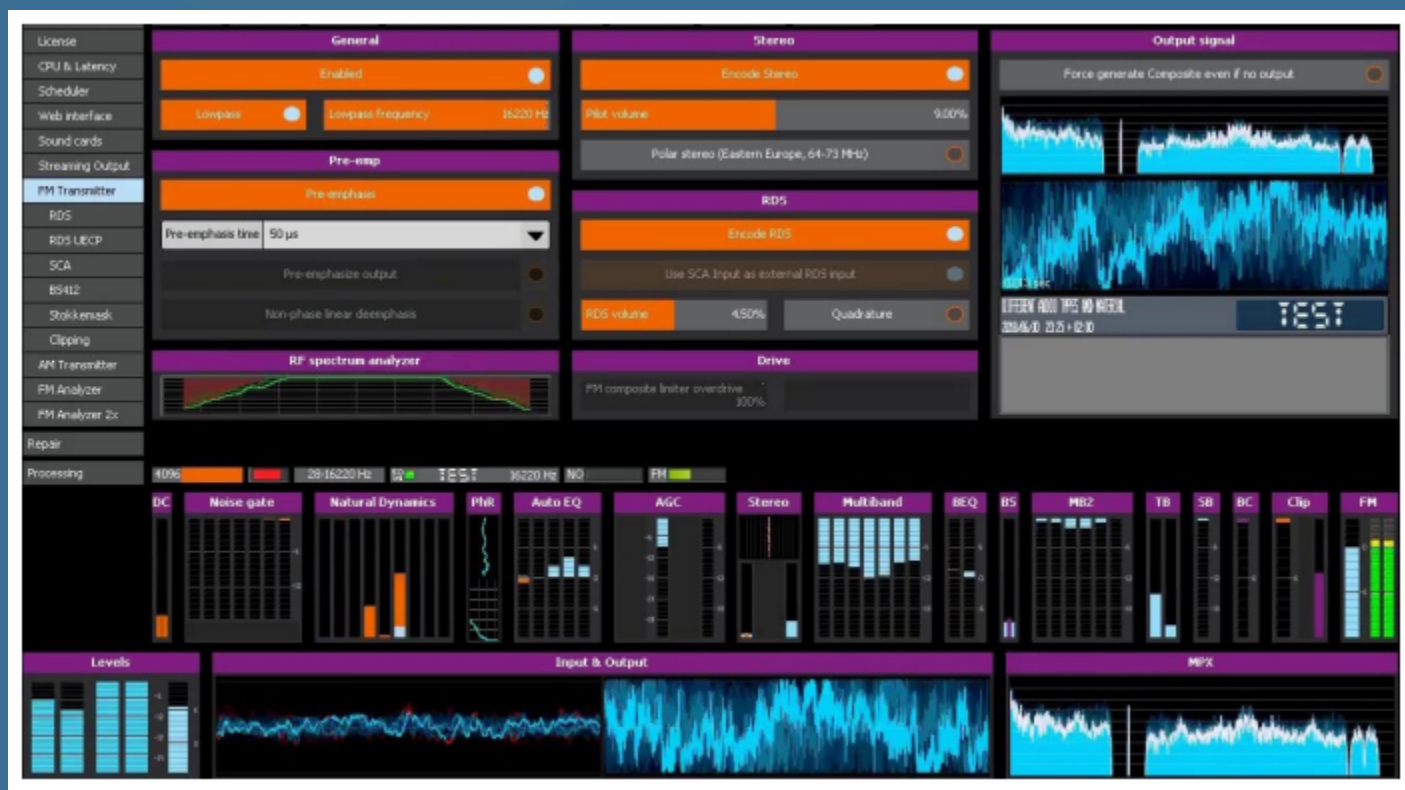 License
CPU & Latency
Scheduler
Web interface
Sound cards
Streaming Output
FM Transmitter
RDS
RDS UECP
SCA
BS412
Stokkemask
Clipping
AM Transmitter
FM Analyzer
FM Analyzer 2x
Repair
Processing
General
Enabled
Lowpass
Lowpass frequency 16220 Hz
Pre-emp
Pre-emphasis
Pre-emphasis time 50 µs
Pre-emphasize output
Non-phase linear deemphasis
RF spectrum analyzer
Stereo
Encode Stereo
Pilot volume 9.00%
Polar stereo (Eastern Europe, 64-73 MHz)
RDS
Encode RDS
Use SCA Input as external RDS input
RDS volume 4.50%
Quadrature
Drive
FM composite limiter overdrive
100%
Output signal
Force generate Composite even if no output
sec
TEST
4096
28-16220 Hz
TEST
16220 Hz
NO
FM
DC
Noise gate
Natural Dynamics
PhR
Auto EQ
AGC
Stereo
Multiband
BEQ
BS
MB2
TB
SB
BC
Clip
FM
Levels
Input & Output
MPX